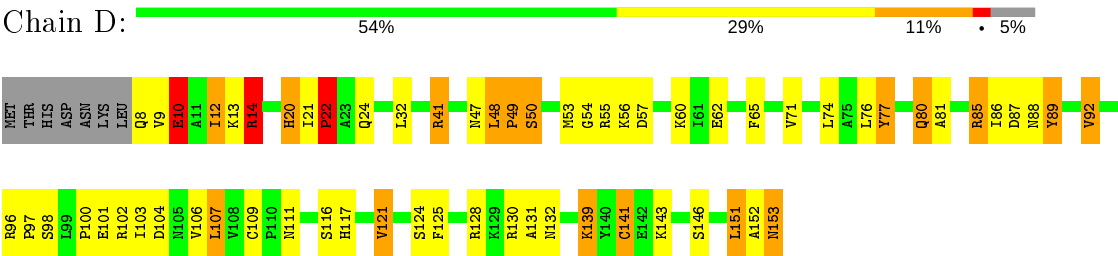 Chain D:
54% 29% 11% • 5%
MET THR HIS ASP ASN LYS LEU Q8 V9 E10 A11 I12 K13 R14 H20 I21 P22 A23 Q24 L32 R41 N47 L48 P49 S50 M53 G54 R55 K56 D57 K60 I61 E62 F65 V71 L74 A75 L76 Y77 Q80 A81 R85 I86 D87 N88 Y89 V92
R96 P97 S98 L99 P100 E101 R102 I103 D104 N105 V106 L107 V108 C109 P110 N111 S116 H117 V121 S124 F125 R128 K129 R130 A131 N132 K139 Y140 C141 E142 K143 S146 L151 A152 N153